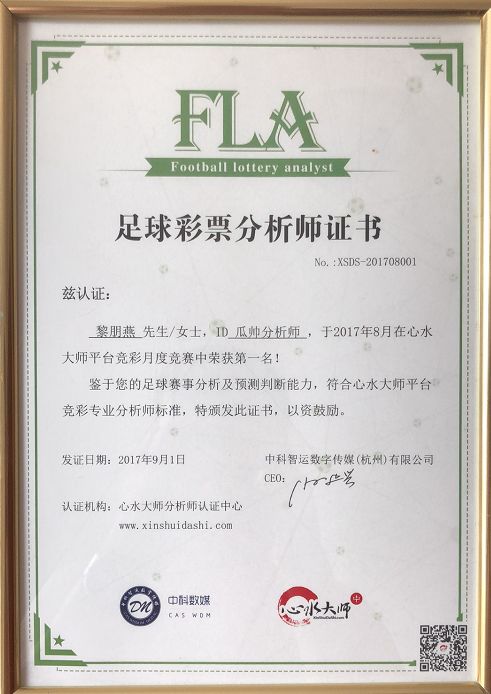 FLA
Football lottery analyst
足球彩票分析师证书
No.:XSDS-201708001
兹认证:
黎朋燕 先生/女士, ID 瓜帅分析师 , 于2017年8月在心水
大师平台竞彩月度竞赛中荣获第一名!
鉴于您的足球赛事分析及预测判断能力, 符合心水大师平台
竞彩专业分析师标准, 特颁发此证书, 以资鼓励。
发证日期: 2017年9月1日
中科智运数字传媒(杭州)有限公司
CEO:
认证机构: 心水大师分析师认证中心
www.xinshuidashi.com
中科数媒
CAS WDM
心水大师
XinShuiDaShi.com